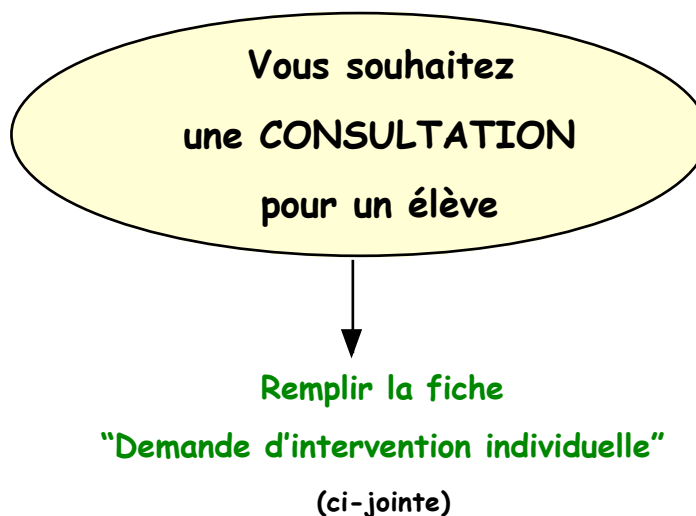 Vous souhaitez
une CONSULTATION
pour un élève
Remplir la fiche
“Demande d’intervention individuelle”
(ci-jointe)